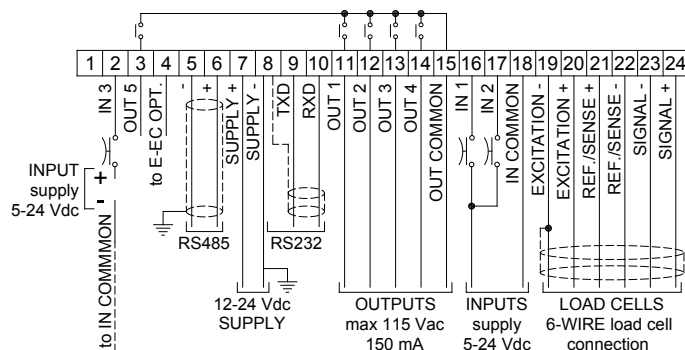 1 2 3 4 5 6 7 8 9 10 11 12 13 14 15 16 17 18 19 20 21 22 23 24
IN 3
OUT 5
to E-EC OPT.
-
+
SUPPLY +
SUPPLY -
TXD
RXD
OUT 1
OUT 2
OUT 3
OUT 4
OUT COMMON
IN 1
IN 2
IN COMMON
EXCITATION -
EXCITATION +
REF./SENSE +
REF./SENSE -
SIGNAL -
SIGNAL +
INPUT
supply
5-24 Vdc
+
-
to IN COMMMON
RS485
RS232
12-24 Vdc
SUPPLY
OUTPUTS
max 115 Vac
150 mA
INPUTS
supply
5-24 Vdc
LOAD CELLS
6-WIRE load cell
connection